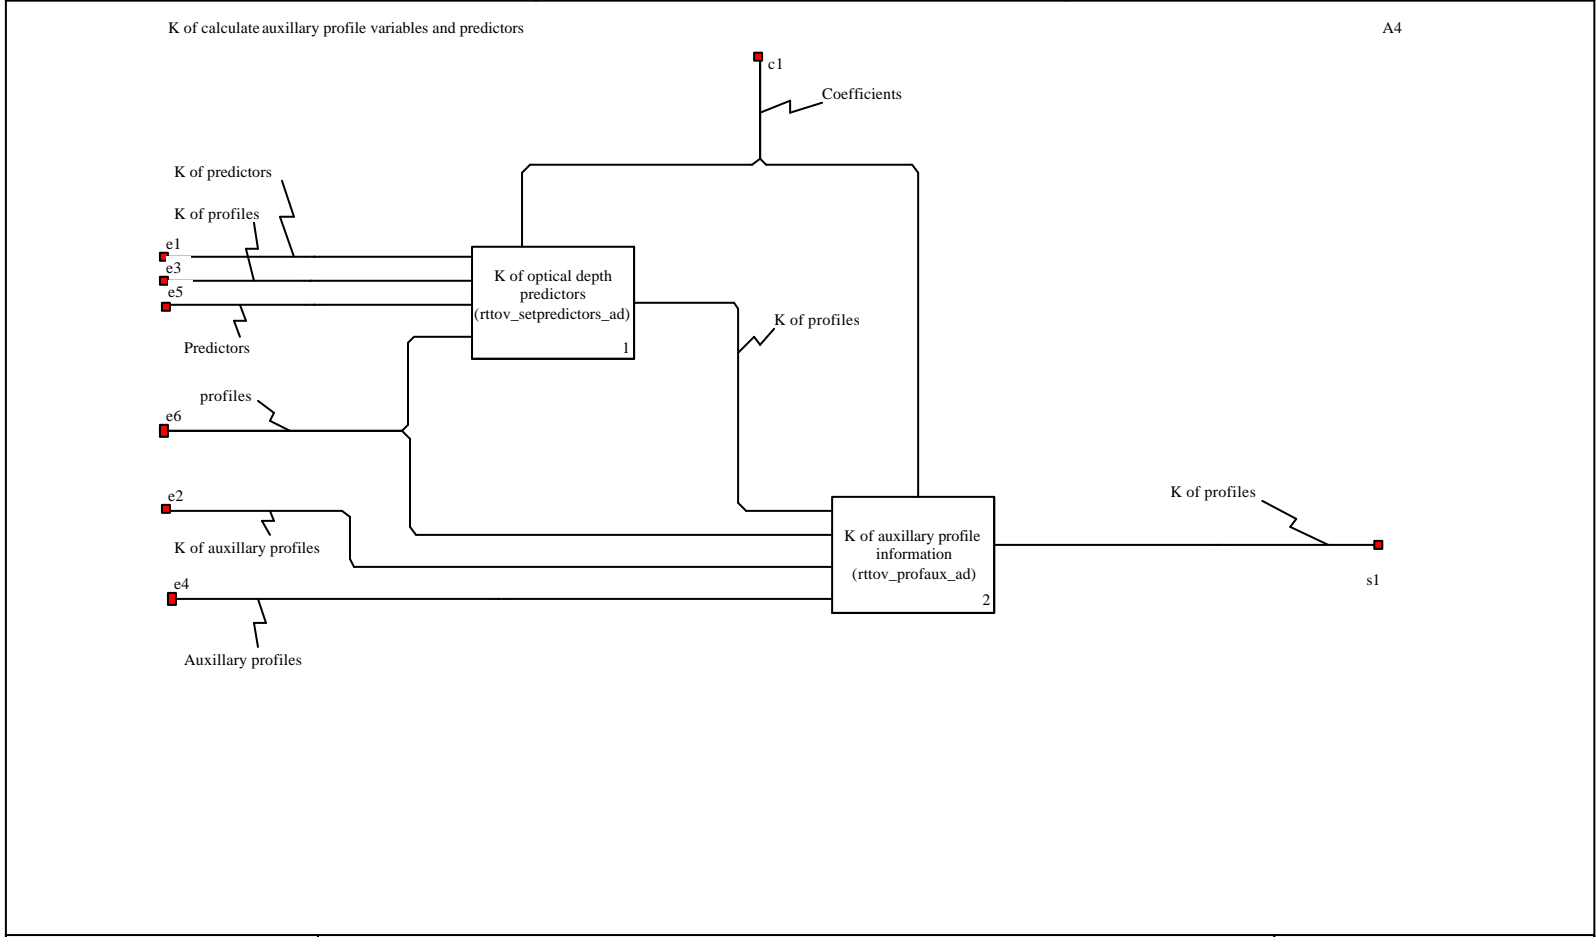 K of calculate auxillary profile variables and predictors
A4
c1
Coefficients
K of predictors
K of profiles
e1
e3
e5
Predictors
K of optical depth
predictors
(rttov_setpredictors_ad)
1
K of profiles
profiles
e6
e2
K of auxillary profiles
e4
Auxillary profiles
K of auxillary profile
information
(rttov_profaux_ad)
2
K of profiles
s1